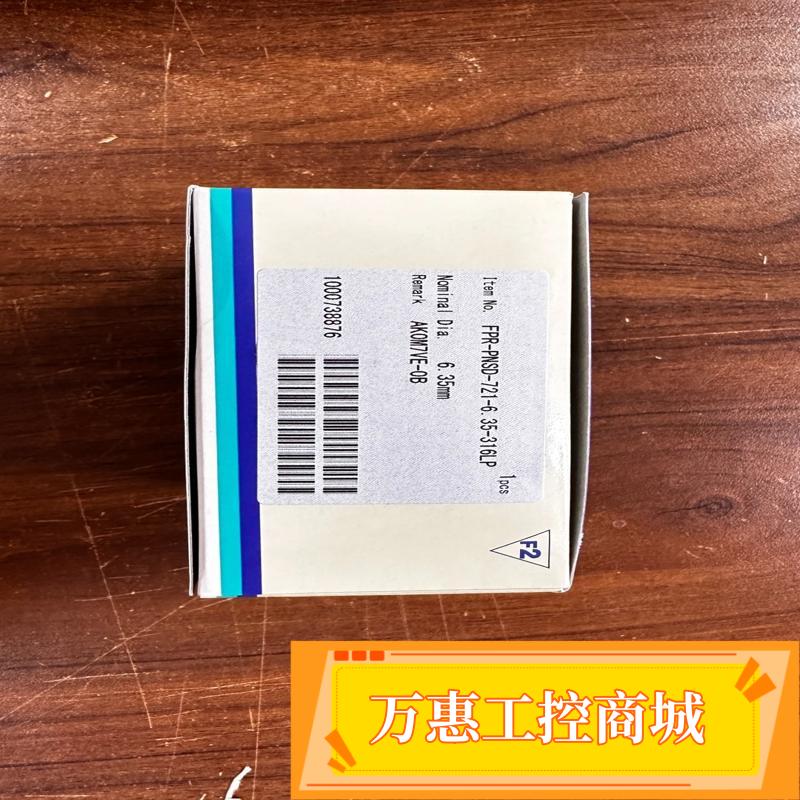 Item No. FPR-PNSD-721-6.35-316LP
1pcs
Nominal Dia. 6.35mm
Remark AKOM7VE-0B
1000738876
F2
万惠工控商城